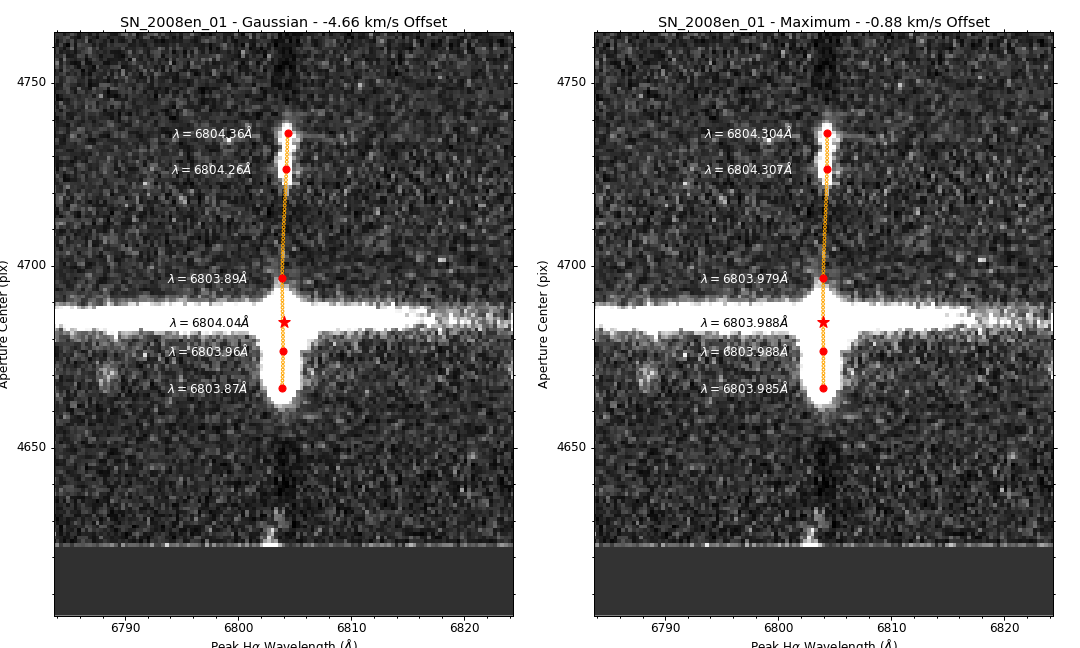 SN_2008en_01 - Gaussian - -4.66 km/s Offset
SN_2008en_01 - Maximum - -0.88 km/s Offset
4750
4700
4650
Aperture Center (pix)
λ = 6804.36Å
λ = 6804.26Å
λ = 6803.89Å
λ = 6804.04Å
λ = 6803.96Å
λ = 6803.87Å
6790
6800
6810
6820
Peak Hα Wavelength (Å)
4750
4700
4650
Aperture Center (pix)
λ = 6804.304Å
λ = 6804.307Å
λ = 6803.979Å
λ = 6803.988Å
λ = 6803.988Å
λ = 6803.985Å
6790
6800
6810
6820
Peak Hα Wavelength (Å)